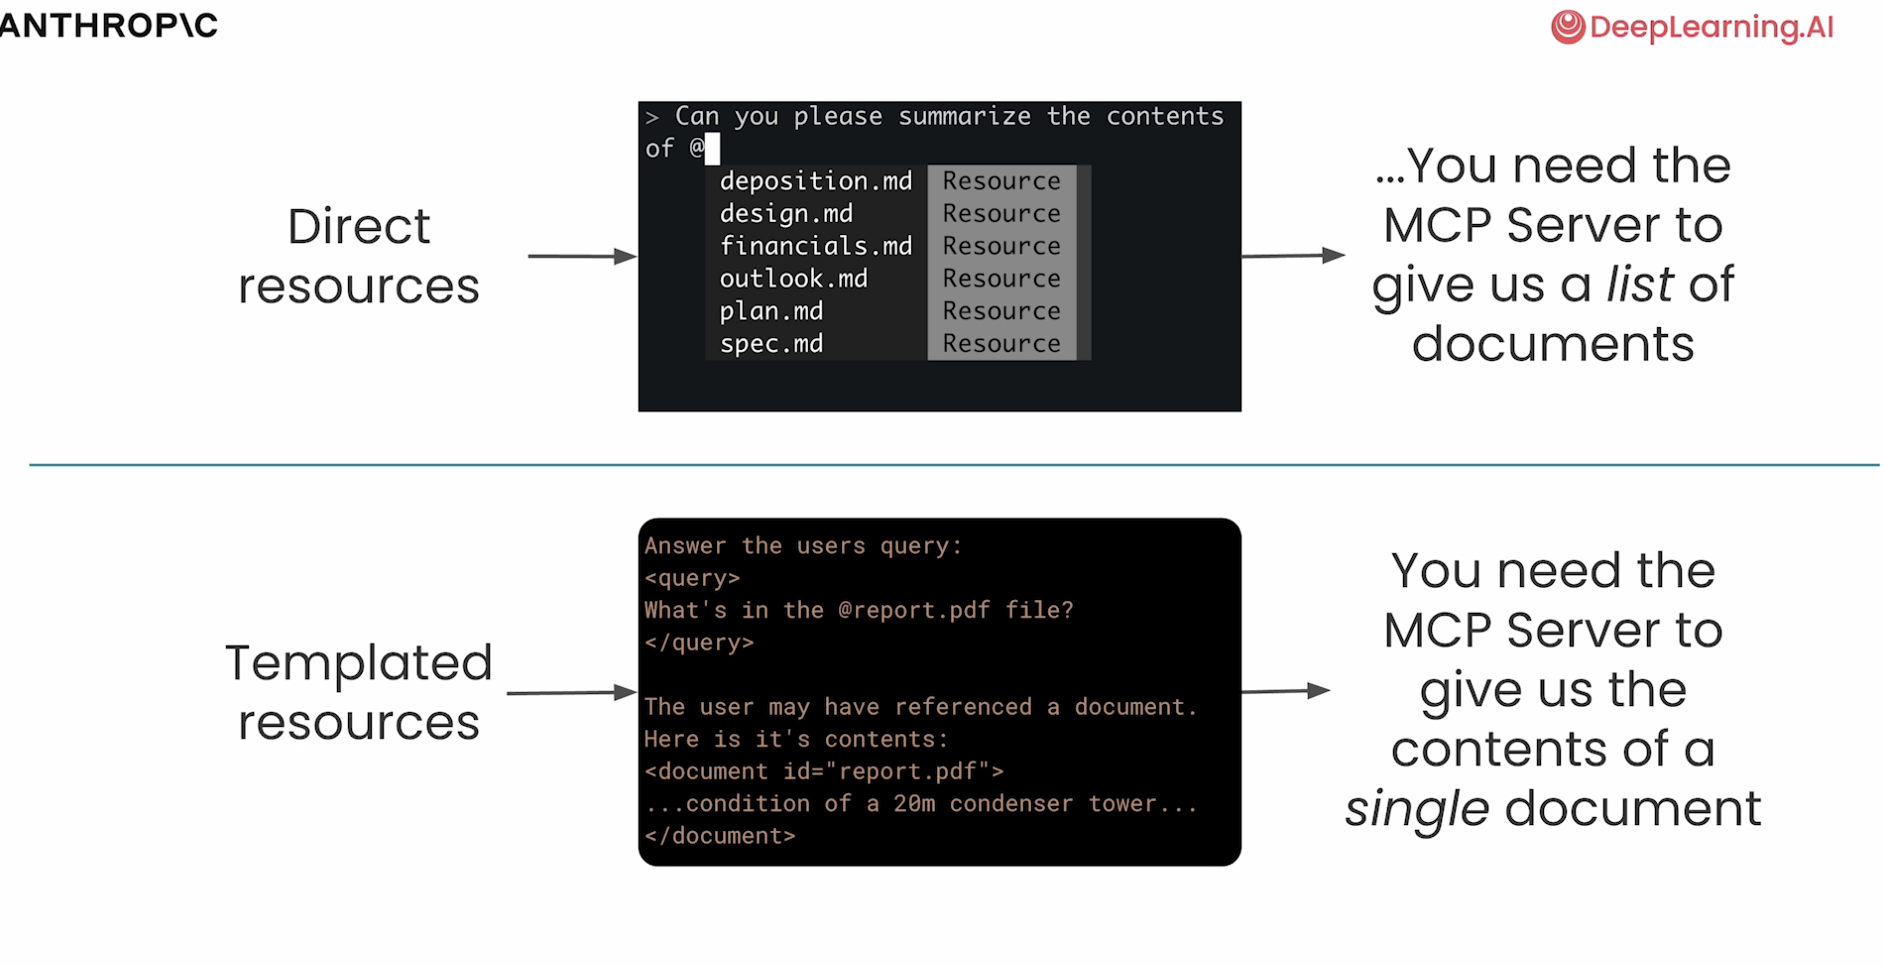 ANTHROP\C
DeepLearning.AI
Direct
resources
> Can you please summarize the contents
of @
deposition.md Resource
design.md Resource
financials.md Resource
outlook.md Resource
plan.md Resource
spec.md Resource
...You need the
MCP Server to
give us a list of
documents
Templated
resources
Answer the users query:
<query>
What's in the @report.pdf file?
</query>
The user may have referenced a document.
Here is it's contents:
<document id="report.pdf">
...condition of a 20m condenser tower...
</document>
You need the
MCP Server to
give us the
contents of a
single document